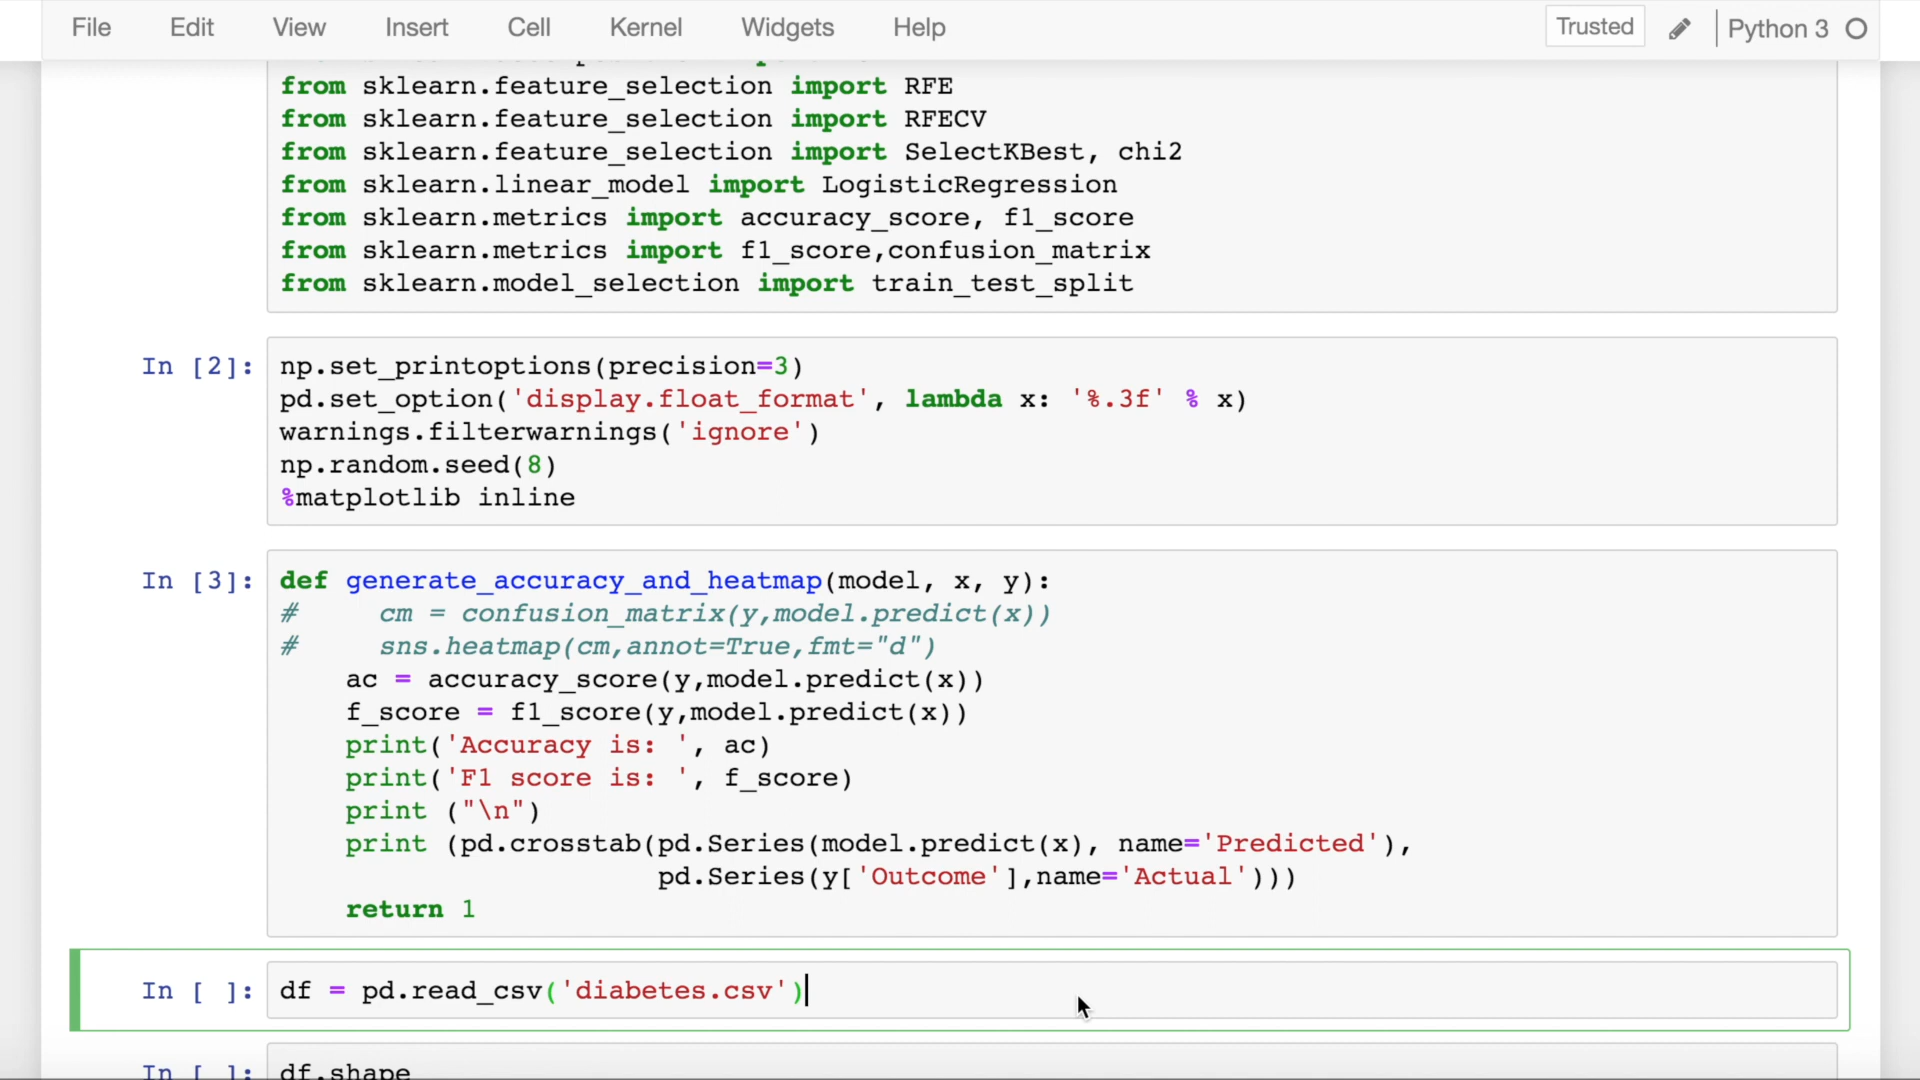 File Edit View Insert Cell Kernel Widgets Help Trusted Python 3
from sklearn.feature_selection import RFE
from sklearn.feature_selection import RFECV
from sklearn.feature_selection import SelectKBest, chi2
from sklearn.linear_model import LogisticRegression
from sklearn.metrics import accuracy_score, f1_score
from sklearn.metrics import f1_score,confusion_matrix
from sklearn.model_selection import train_test_split
In [2]: np.set_printoptions(precision=3)
pd.set_option('display.float_format', lambda x: '%.3f' % x)
warnings.filterwarnings('ignore')
np.random.seed(8)
%matplotlib inline
In [3]: def generate_accuracy_and_heatmap(model, x, y):
#     cm = confusion_matrix(y,model.predict(x))
#     sns.heatmap(cm,annot=True,fmt="d")
    ac = accuracy_score(y,model.predict(x))
    f_score = f1_score(y,model.predict(x))
    print('Accuracy is: ', ac)
    print('F1 score is: ', f_score)
    print ("\n")
    print (pd.crosstab(pd.Series(model.predict(x), name='Predicted'),
                       pd.Series(y['Outcome'],name='Actual')))
    return 1
In [ ]: df = pd.read_csv('diabetes.csv')
In [ ]: df.shape